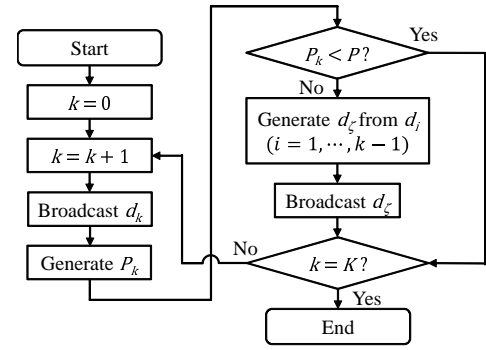 Start
k = 0
k = k + 1
Broadcast d_k
Generate P_k
P_k < P?
Yes
No
Generate d_ζ from d_i
(i = 1, ⋯, k − 1)
Broadcast d_ζ
k = K?
No
Yes
End